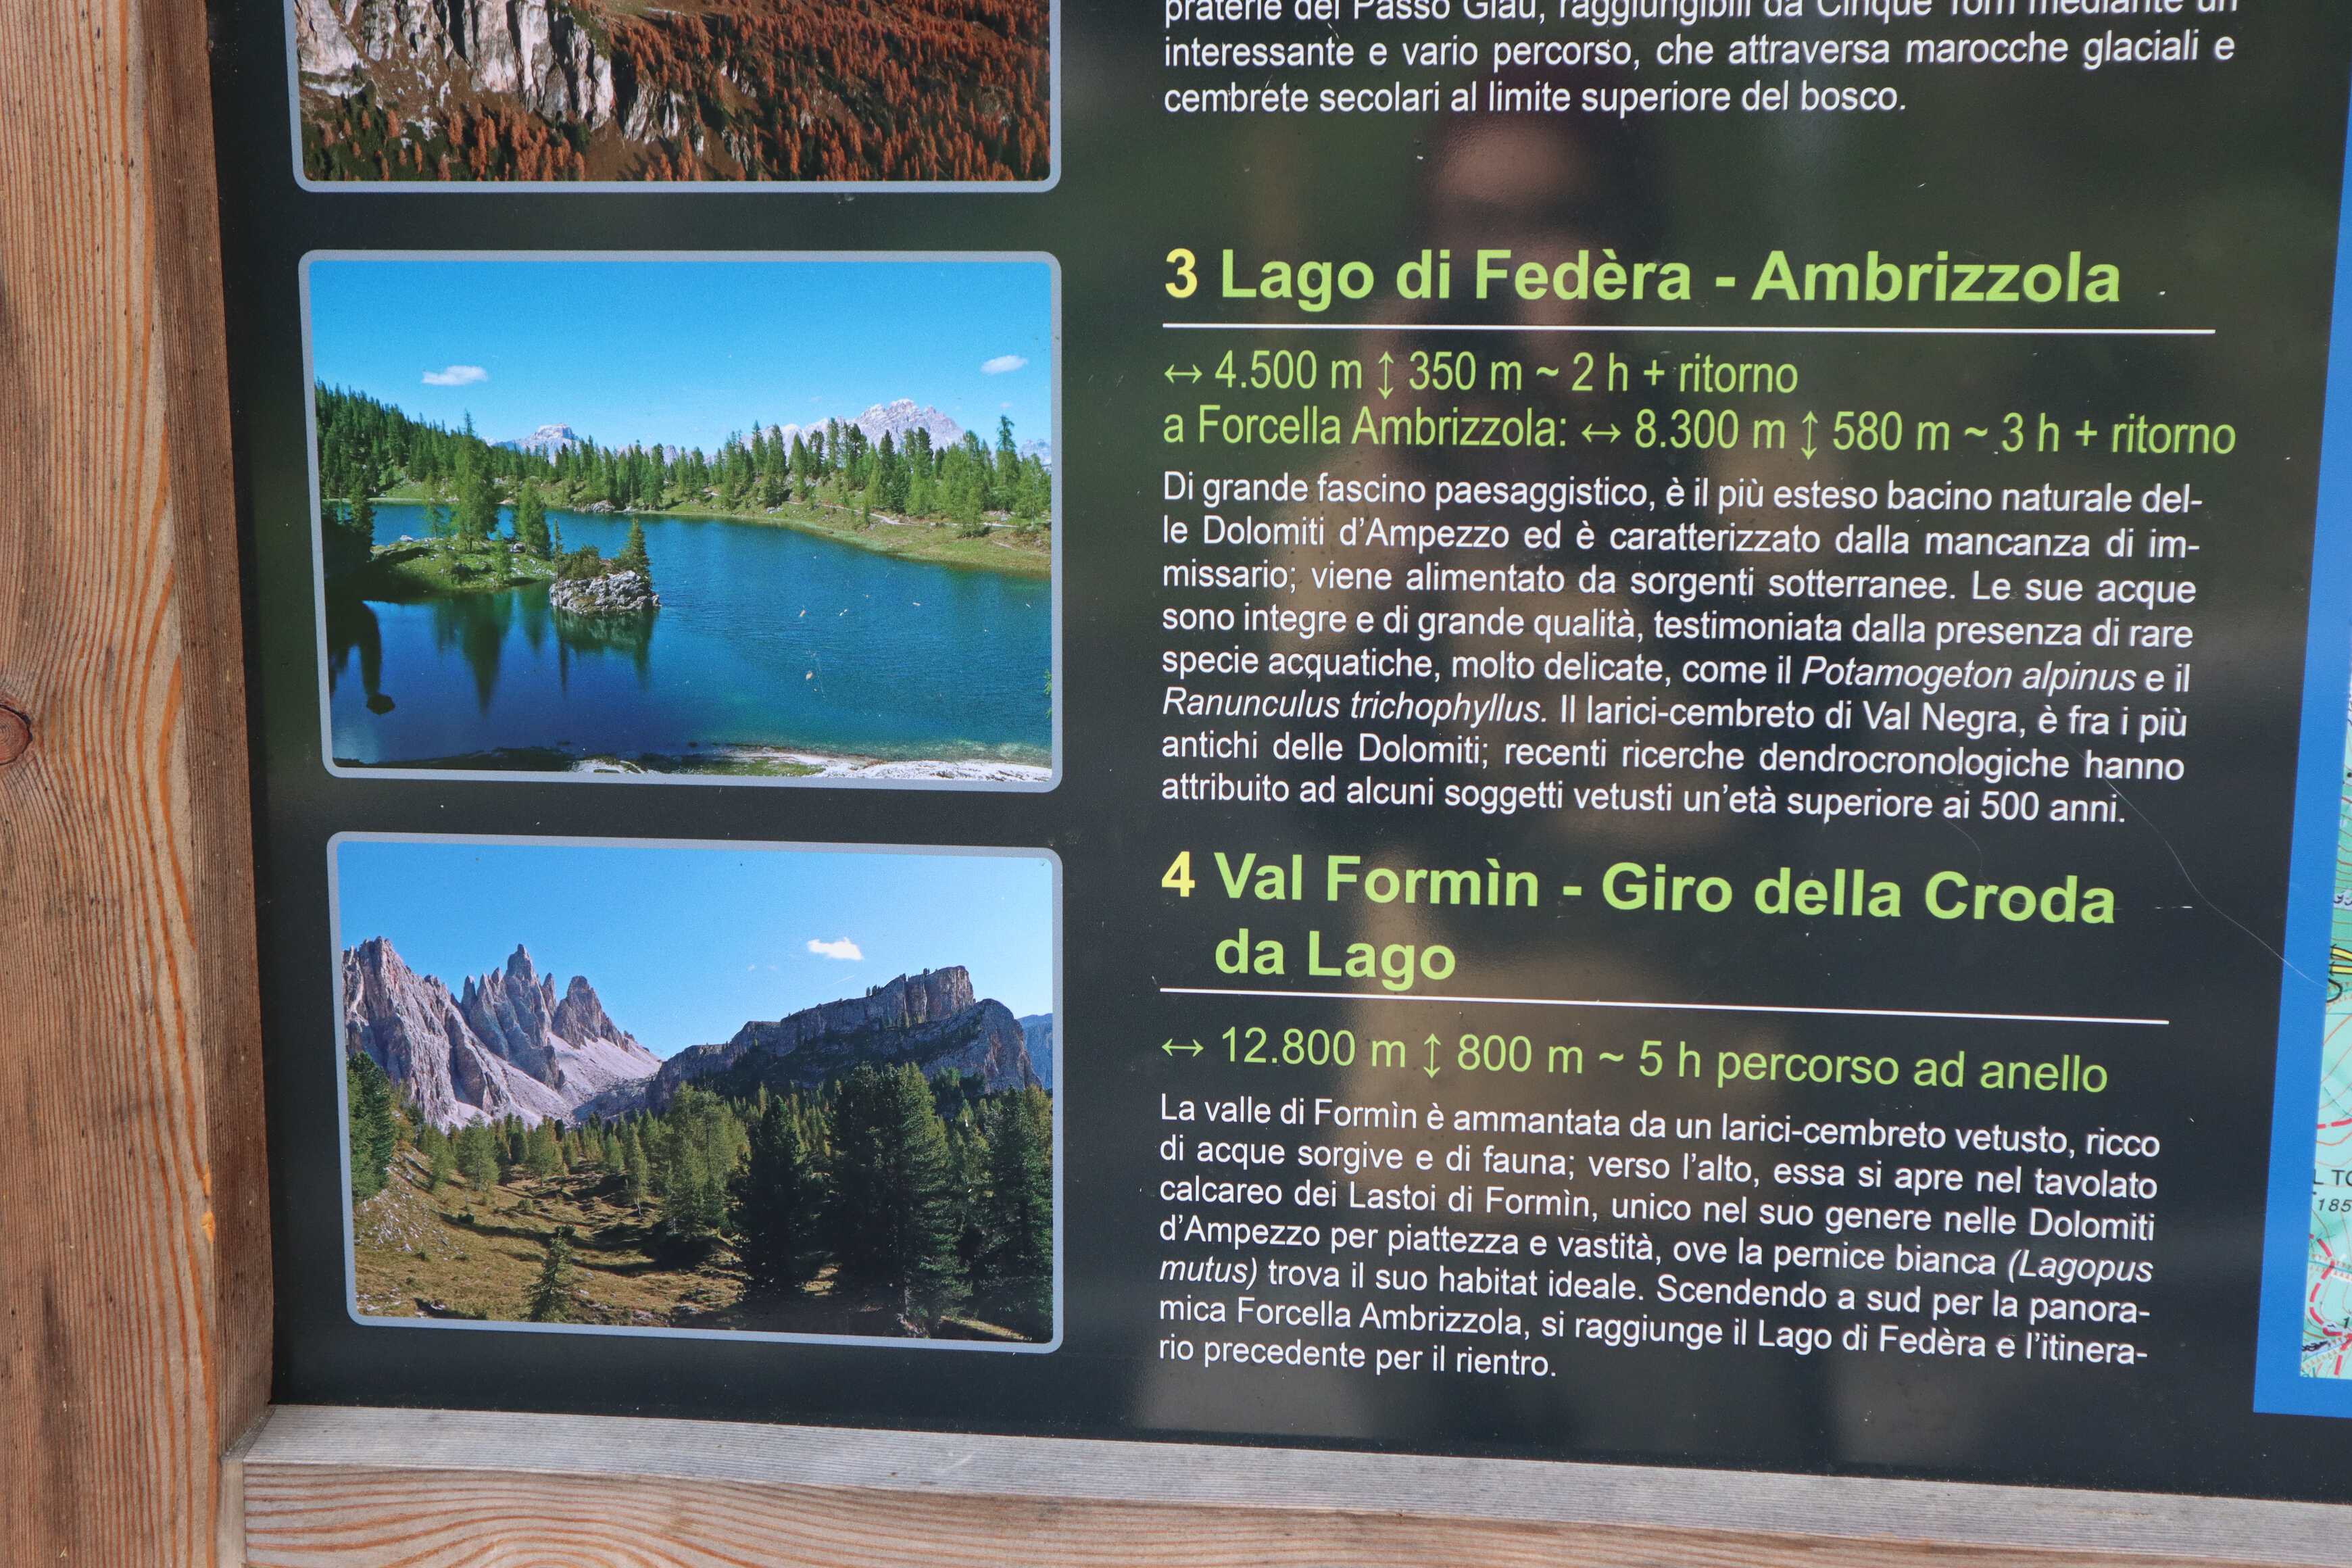 praterie del Passo Giau, raggiungibili da Cinque Torri mediante un
interessante e vario percorso, che attraversa marocche glaciali e
cembrete secolari al limite superiore del bosco.
3 Lago di Fedèra - Ambrizzola
↔ 4.500 m ↕ 350 m ~ 2 h + ritorno
a Forcella Ambrizzola: ↔ 8.300 m ↕ 580 m ~ 3 h + ritorno
Di grande fascino paesaggistico, è il più esteso bacino naturale del-
le Dolomiti d'Ampezzo ed è caratterizzato dalla mancanza di im-
missario; viene alimentato da sorgenti sotterranee. Le sue acque
sono integre e di grande qualità, testimoniata dalla presenza di rare
specie acquatiche, molto delicate, come il Potamogeton alpinus e il
Ranunculus trichophyllus. Il larici-cembreto di Val Negra, è fra i più
antichi delle Dolomiti; recenti ricerche dendrocronologiche hanno
attribuito ad alcuni soggetti vetusti un'età superiore ai 500 anni.
4 Val Formìn - Giro della Croda
da Lago
↔ 12.800 m ↕ 800 m ~ 5 h percorso ad anello
La valle di Formìn è ammantata da un larici-cembreto vetusto, ricco
di acque sorgive e di fauna; verso l'alto, essa si apre nel tavolato
calcareo dei Lastoi di Formìn, unico nel suo genere nelle Dolomiti
d'Ampezzo per piattezza e vastità, ove la pernice bianca (Lagopus
mutus) trova il suo habitat ideale. Scendendo a sud per la panora-
mica Forcella Ambrizzola, si raggiunge il Lago di Fedèra e l'itinera-
rio precedente per il rientro.